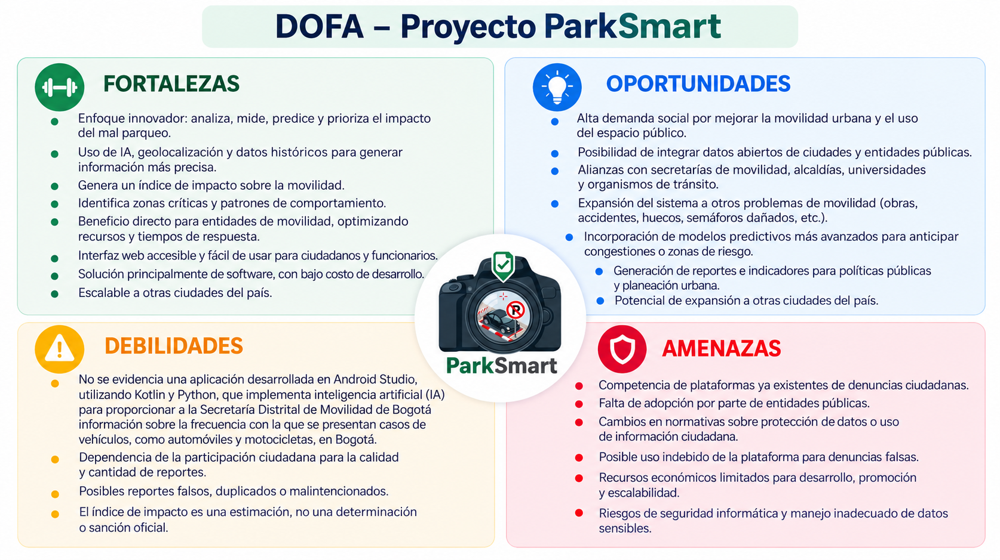 DOFA – Proyecto ParkSmart
FORTALEZAS
Enfoque innovador: analiza, mide, predice y prioriza el impacto
del mal parqueo.
Uso de IA, geolocalización y datos históricos para generar
información más precisa.
Genera un índice de impacto sobre la movilidad.
Identifica zonas críticas y patrones de comportamiento.
Beneficio directo para entidades de movilidad, optimizando
recursos y tiempos de respuesta.
Interfaz web accesible y fácil de usar para ciudadanos y funcionarios.
Solución principalmente de software, con bajo costo de desarrollo.
Escalable a otras ciudades del país.
OPORTUNIDADES
Alta demanda social por mejorar la movilidad urbana y el uso
del espacio público.
Posibilidad de integrar datos abiertos de ciudades y entidades públicas.
Alianzas con secretarías de movilidad, alcaldías, universidades
y organismos de tránsito.
Expansión del sistema a otros problemas de movilidad (obras,
accidentes, huecos, semáforos dañados, etc.).
Incorporación de modelos predictivos más avanzados para anticipar
congestiones o zonas de riesgo.
Generación de reportes e indicadores para políticas públicas
y planeación urbana.
Potencial de expansión a otras ciudades del país.
P
ParkSmart
DEBILIDADES
No se evidencia una aplicación desarrollada en Android Studio,
utilizando Kotlin y Python, que implementa inteligencia artificial (IA)
para proporcionar a la Secretaría Distrital de Movilidad de Bogotá
información sobre la frecuencia con la que se presentan casos de
vehículos, como automóviles y motocicletas, en Bogotá.
Dependencia de la participación ciudadana para la calidad
y cantidad de reportes.
Posibles reportes falsos, duplicados o malintencionados.
El índice de impacto es una estimación, no una determinación
o sanción oficial.
AMENAZAS
Competencia de plataformas ya existentes de denuncias ciudadanas.
Falta de adopción por parte de entidades públicas.
Cambios en normativas sobre protección de datos o uso
de información ciudadana.
Posible uso indebido de la plataforma para denuncias falsas.
Recursos económicos limitados para desarrollo, promoción
y escalabilidad.
Riesgos de seguridad informática y manejo inadecuado de datos
sensibles.